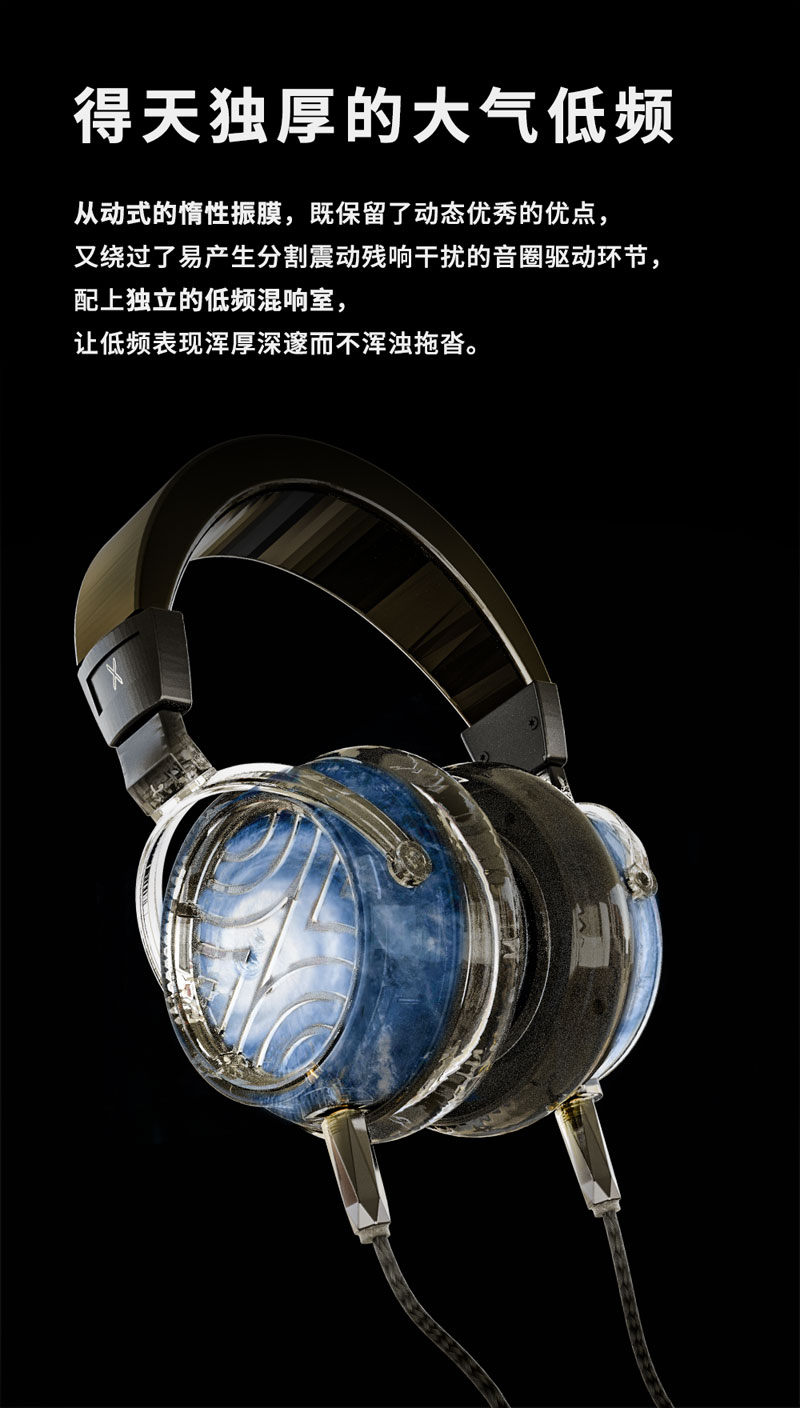 得天独厚的大气低频
从动式的惰性振膜，既保留了动态优秀的优点，
又绕过了易产生分割震动残响干扰的音圈驱动环节，
配上独立的低频混响室，
让低频表现浑厚深邃而不浑浊拖沓。